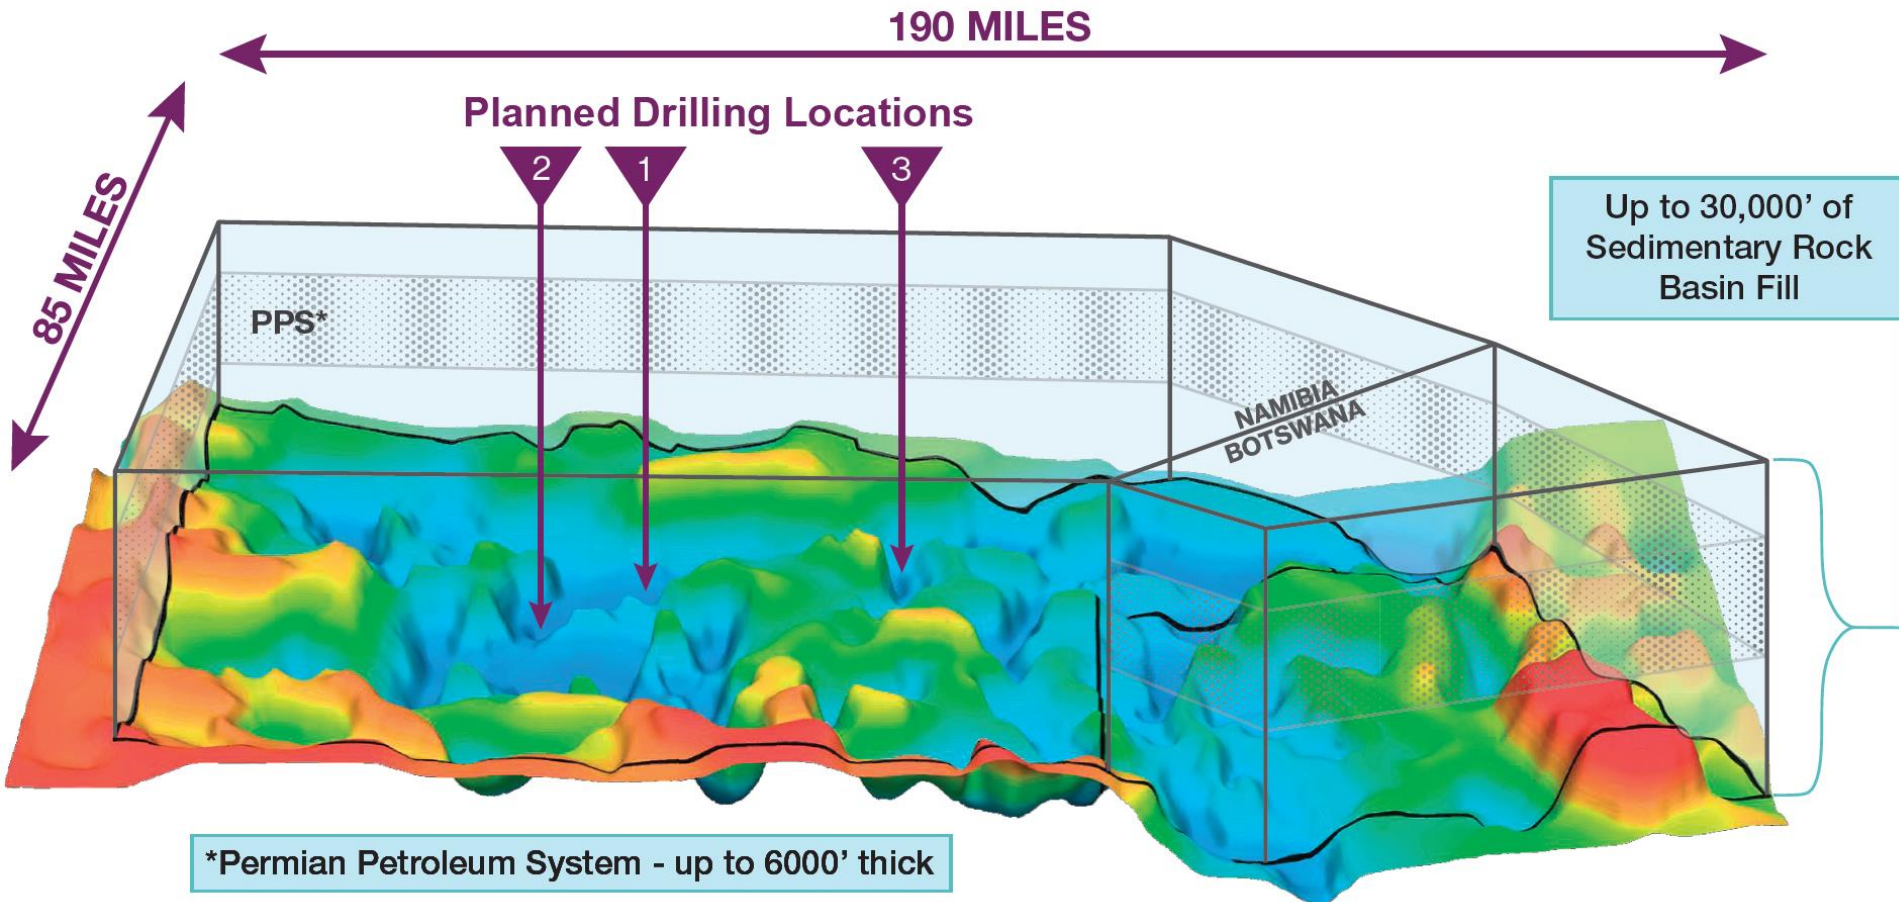 190 MILES
85 MILES
Planned Drilling Locations
2
1
3
Up to 30,000’ of
Sedimentary Rock
Basin Fill
PPS*
NAMIBIA
BOTSWANA
*Permian Petroleum System - up to 6000’ thick